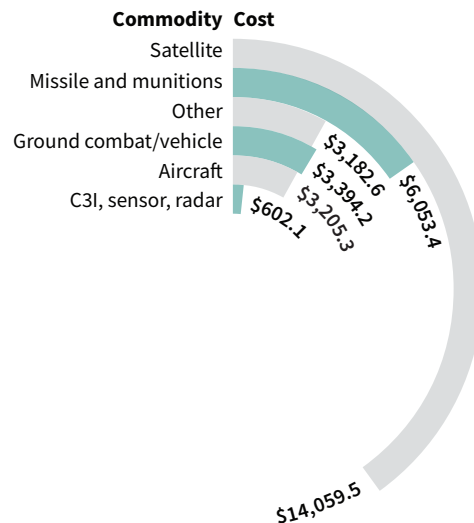 Commodity Cost
Satellite
Missile and munitions
Other
Ground combat/vehicle
Aircraft
C3I, sensor, radar
$3,182.6
$6,053.4
$3,394.2
$3,205.3
$602.1
$14,059.5